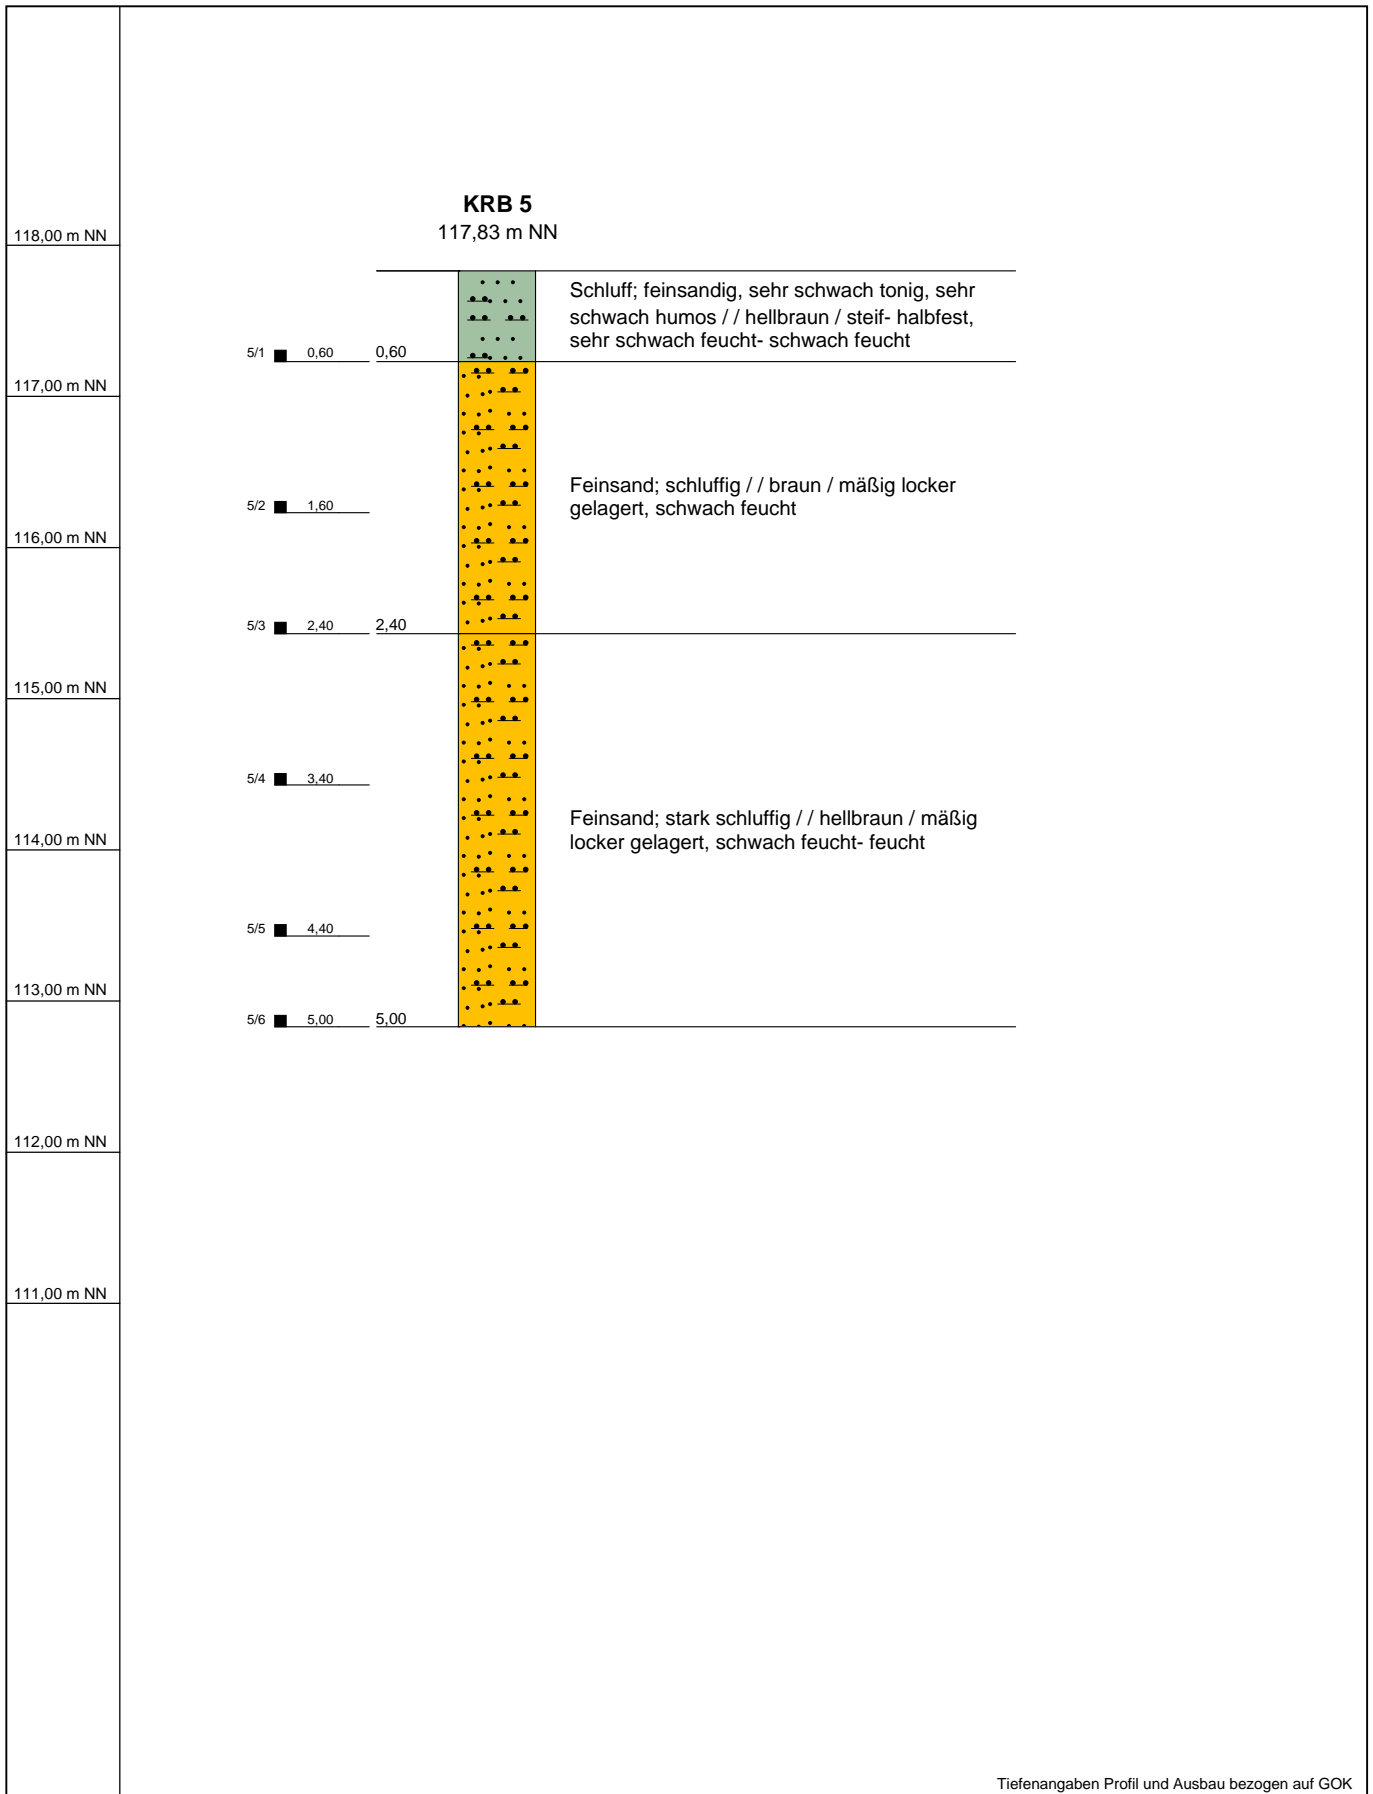 KRB 5
117,83 m NN
118,00 m NN
Schluff; feinsandig, sehr schwach tonig, sehr
schwach humos / / hellbraun / steif- halbfest,
sehr schwach feucht- schwach feucht
5/1 0,60 0,60
117,00 m NN
Feinsand; schluffig / / braun / mäßig locker
gelagert, schwach feucht
5/2 1,60
116,00 m NN
5/3 2,40 2,40
115,00 m NN
5/4 3,40
Feinsand; stark schluffig / / hellbraun / mäßig
locker gelagert, schwach feucht- feucht
114,00 m NN
5/5 4,40
113,00 m NN
5/6 5,00 5,00
112,00 m NN
111,00 m NN
Tiefenangaben Profil und Ausbau bezogen auf GOK